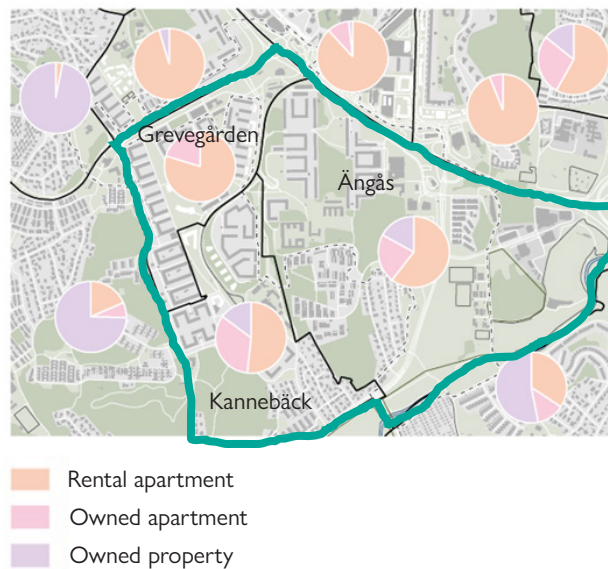 Grevegården
Ängås
Kannebäck
Rental apartment
Owned apartment
Owned property